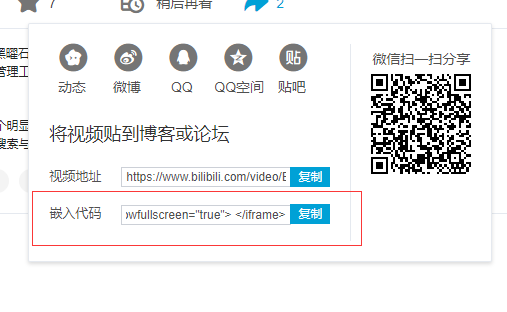 7 稍后再看 2
黑曜石
管理工
个明显
搜索与
动态 微博 QQ QQ空间 贴吧
微信扫一扫分享
将视频贴到博客或论坛
视频地址 https://www.bilibili.com/video/B 复制
嵌入代码 owfullscreen="true"> </iframe> 复制